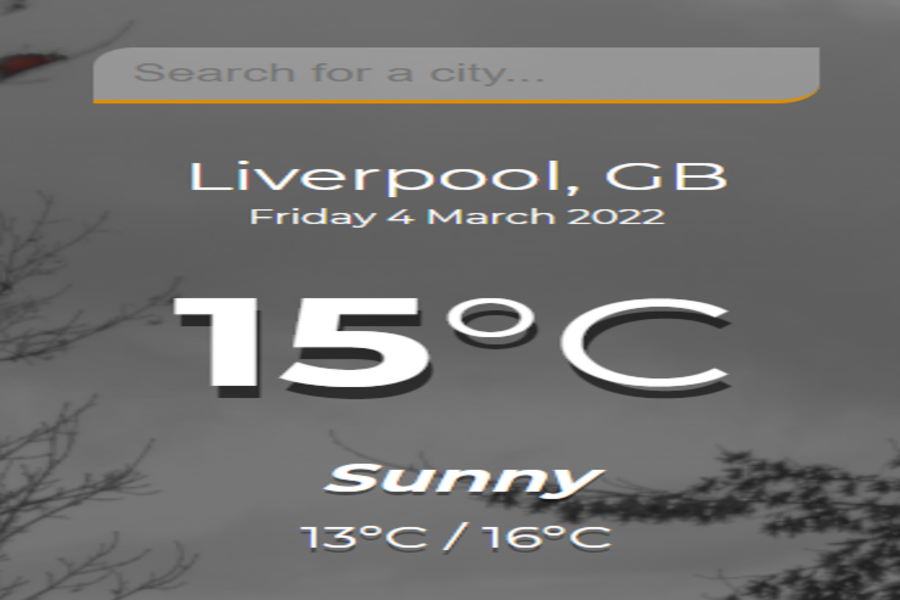 Search for a city...
Liverpool, GB
Friday 4 March 2022
15°C
Sunny
13°C / 16°C